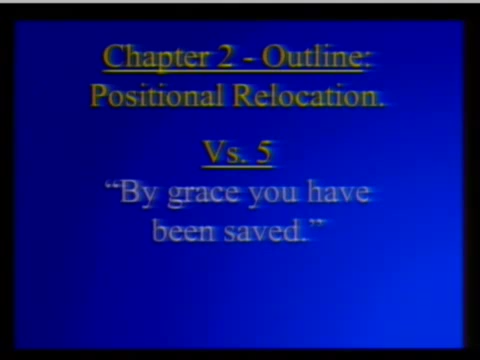 Chapter 2 - Outline:
Positional Relocation.
Vs. 5
“By grace you have
been saved.”